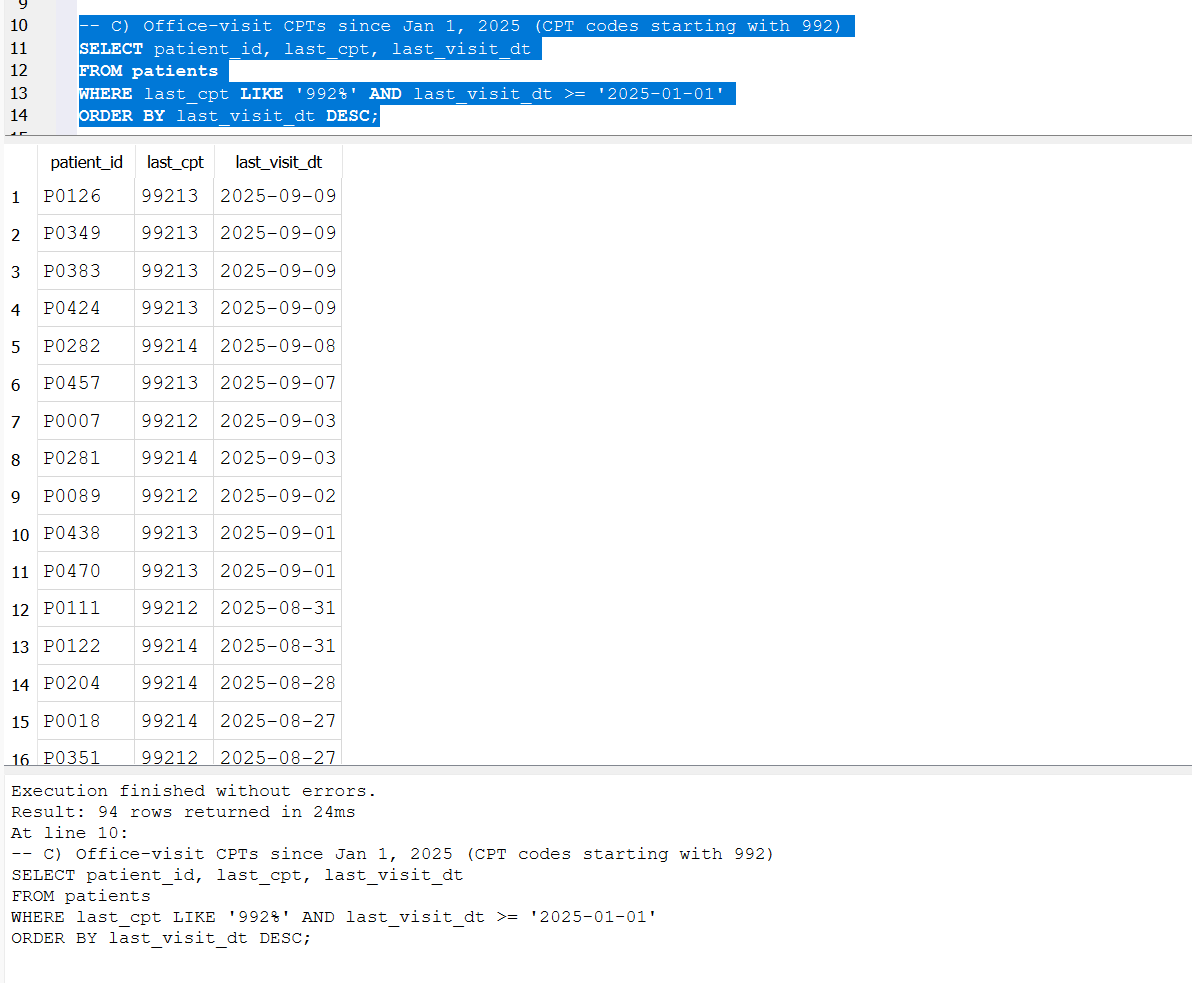 9
10 -- C) Office-visit CPTs since Jan 1, 2025 (CPT codes starting with 992)
11 SELECT patient_id, last_cpt, last_visit_dt
12 FROM patients
13 WHERE last_cpt LIKE '992%' AND last_visit_dt >= '2025-01-01'
14 ORDER BY last_visit_dt DESC;
15
patient_id last_cpt last_visit_dt
1 P0126 99213 2025-09-09
2 P0349 99213 2025-09-09
3 P0383 99213 2025-09-09
4 P0424 99213 2025-09-09
5 P0282 99214 2025-09-08
6 P0457 99213 2025-09-07
7 P0007 99212 2025-09-03
8 P0281 99214 2025-09-03
9 P0089 99212 2025-09-02
10 P0438 99213 2025-09-01
11 P0470 99213 2025-09-01
12 P0111 99212 2025-08-31
13 P0122 99214 2025-08-31
14 P0204 99214 2025-08-28
15 P0018 99214 2025-08-27
16 P0351 99212 2025-08-27
Execution finished without errors.
Result: 94 rows returned in 24ms
At line 10:
-- C) Office-visit CPTs since Jan 1, 2025 (CPT codes starting with 992)
SELECT patient_id, last_cpt, last_visit_dt
FROM patients
WHERE last_cpt LIKE '992%' AND last_visit_dt >= '2025-01-01'
ORDER BY last_visit_dt DESC;